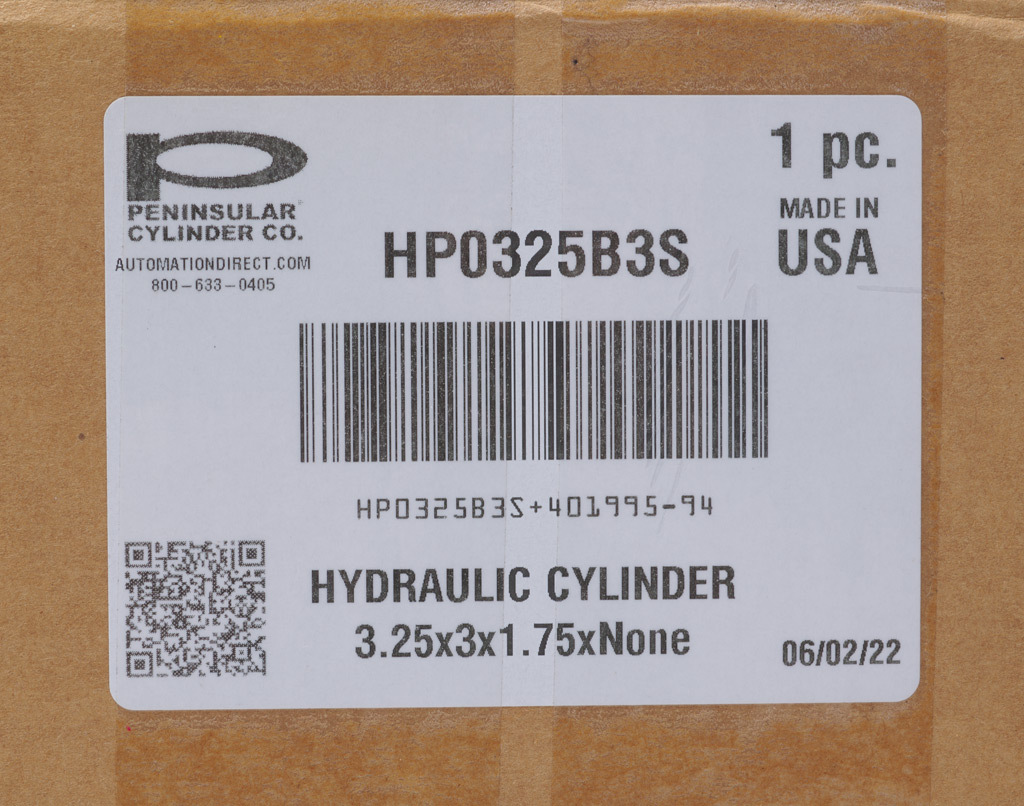 PENINSULAR
CYLINDER CO.
AUTOMATIONDIRECT.COM
800-633-0405
1 pc.
MADE IN
USA
HP0325B3S
HP0325B3S+401995-94
HYDRAULIC CYLINDER
3.25x3x1.75xNone
06/02/22